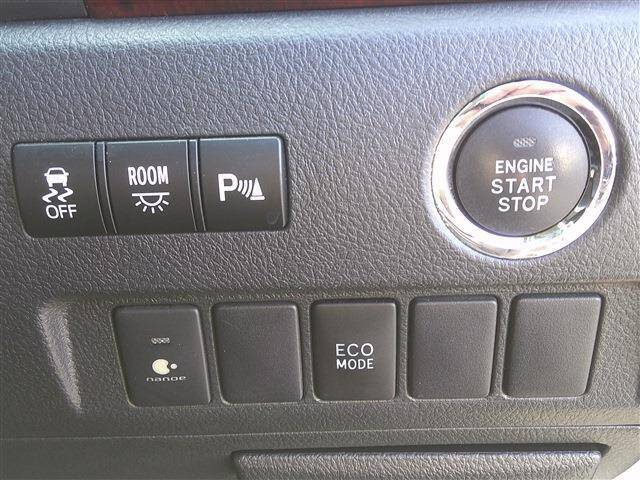 OFF
ROOM
P
ENGINE
START
STOP
nanoe
ECO
MODE